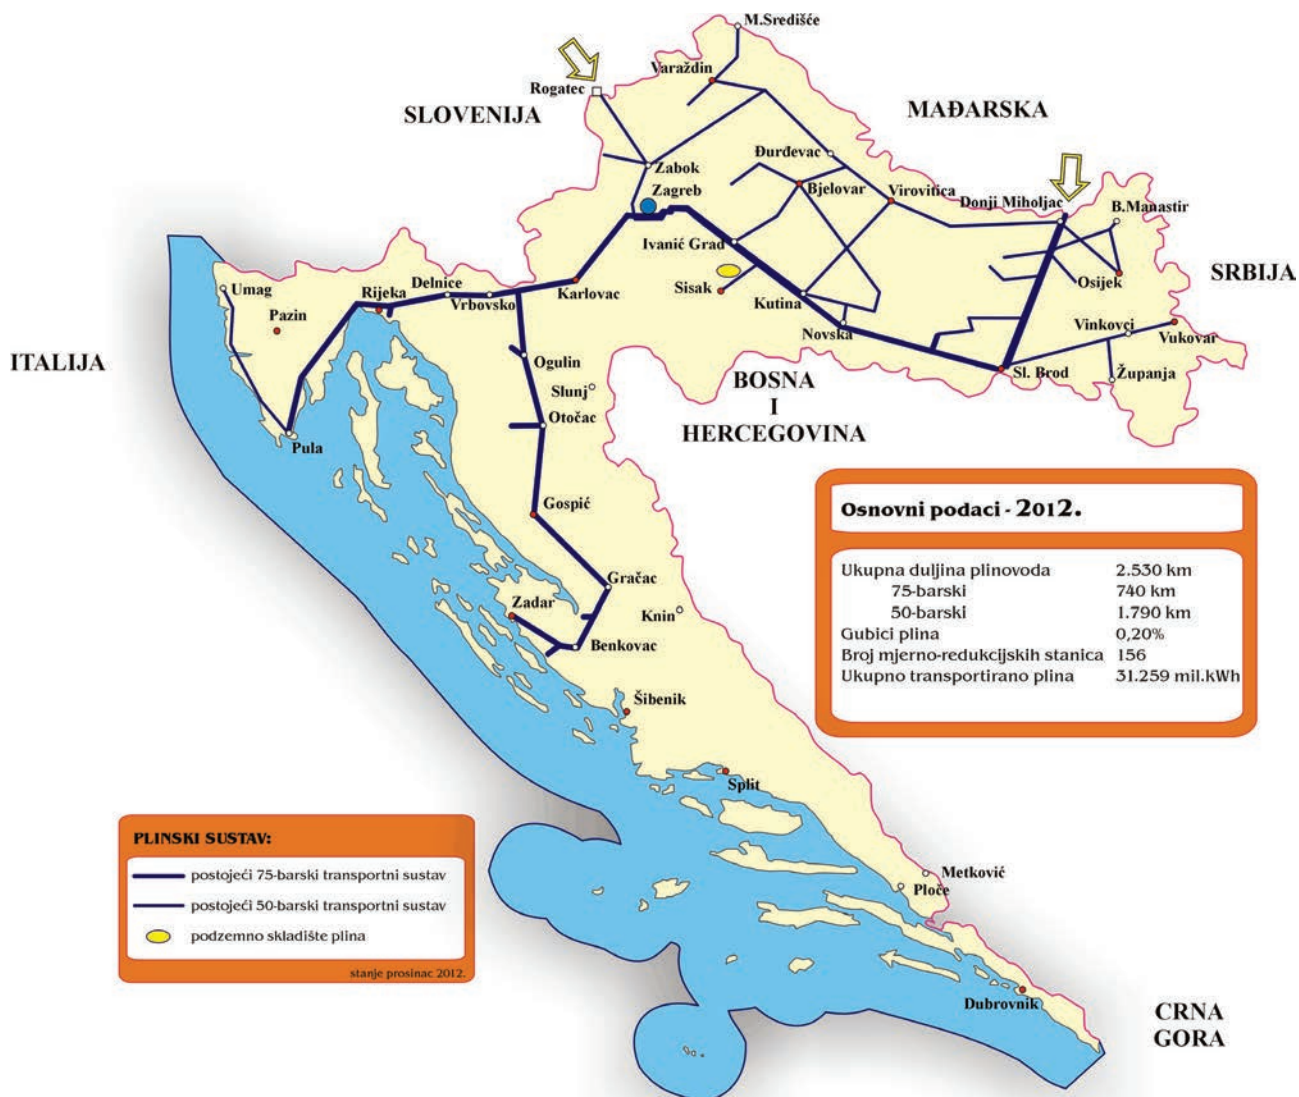 M.Središće
Varaždin
Rogatec
SLOVENIJA
MAĐARSKA
Đurđevac
Zabok
Zagreb
Bjelovar
Virovitica
Donji Miholjac
B.Manastir
Ivanić Grad
SRBIJA
Umag
Delnice
Rijeka
Vrbovsko
Karlovac
Sisak
Kutina
Osijek
Pazin
Novska
Vinkovci
Vukovar
ITALIJA
Ogulin
Slunj
BOSNA
I
HERCEGOVINA
Sl. Brod
Županja
Otočac
Pula
Gospić
Gračac
Zadar
Knin
Benkovac
Šibenik
Split
Metković
Ploče
Dubrovnik
CRNA
GORA
Osnovni podaci - 2012.
Ukupna duljina plinovoda 2.530 km
75-barski 740 km
50-barski 1.790 km
Gubici plina 0,20%
Broj mjerno-redukcijskih stanica 156
Ukupno transportirano plina 31.259 mil.kWh
PLINSKI SUSTAV:
postojeći 75-barski transportni sustav
postojeći 50-barski transportni sustav
podzemno skladište plina
stanje prosinac 2012.